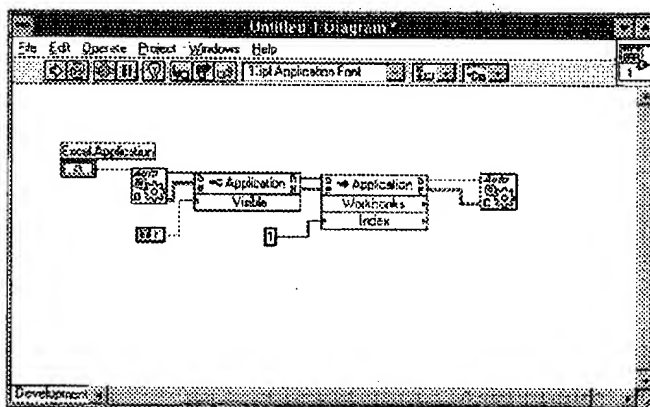 Untitled 1 Diagram *
File Edit Operate Project Windows Help
13pt Application Font
1
Excel Application
Application
Application
Visible
Workbooks
Index
1
Development